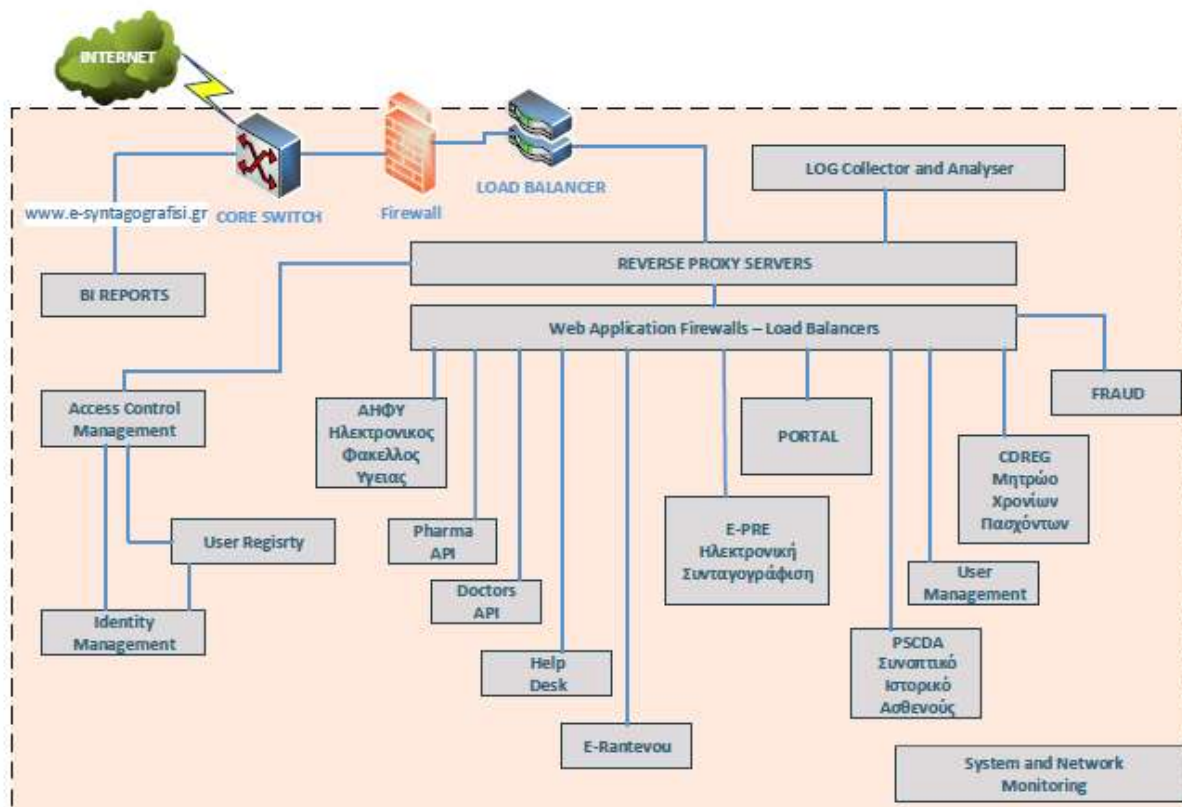 INTERNET
LOG Collector and Analyser
LOAD BALANCER
www.e-syntagografisi.gr
CORE SWITCH
Firewall
REVERSE PROXY SERVERS
BI REPORTS
Web Application Firewalls – Load Balancers
Access Control
Management
ΑΗΦΥ
Ηλεκτρονικος
Φακελλος
Υγειας
PORTAL
FRAUD
CDREG
Μητρώο
Χρονίων
Πασχόντων
User Regisrty
Pharma
API
E-PRE
Ηλεκτρονική
Συνταγογράφιση
Doctors
API
User
Management
Identity
Management
Help
Desk
PSCDA
Συνοπτικό
Ιστορικό
Ασθενούς
E-Rantevou
System and Network
Monitoring